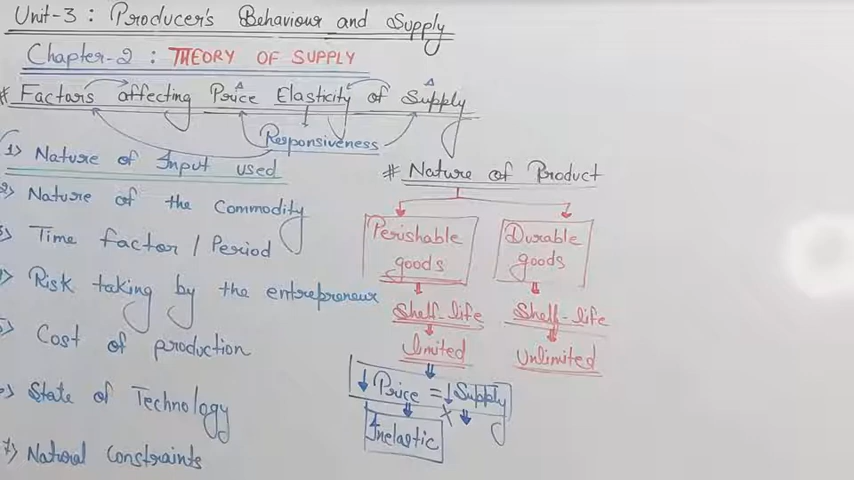 Unit-3 : Producer's Behaviour and Supply
Chapter-2 : THEORY OF SUPPLY
# Factors affecting Price Elasticity of Supply
Responsiveness
1) Nature of Input used
2) Nature of the Commodity
3) Time factor / Period
4) Risk taking by the entrepreneur
5) Cost of production
6) State of Technology
7) Natural Constraints
# Nature of Product
Perishable goods
Shelf-life
limited
↓ Price = ↓ Supply
Inelastic
Durable goods
Shelf-life
Unlimited